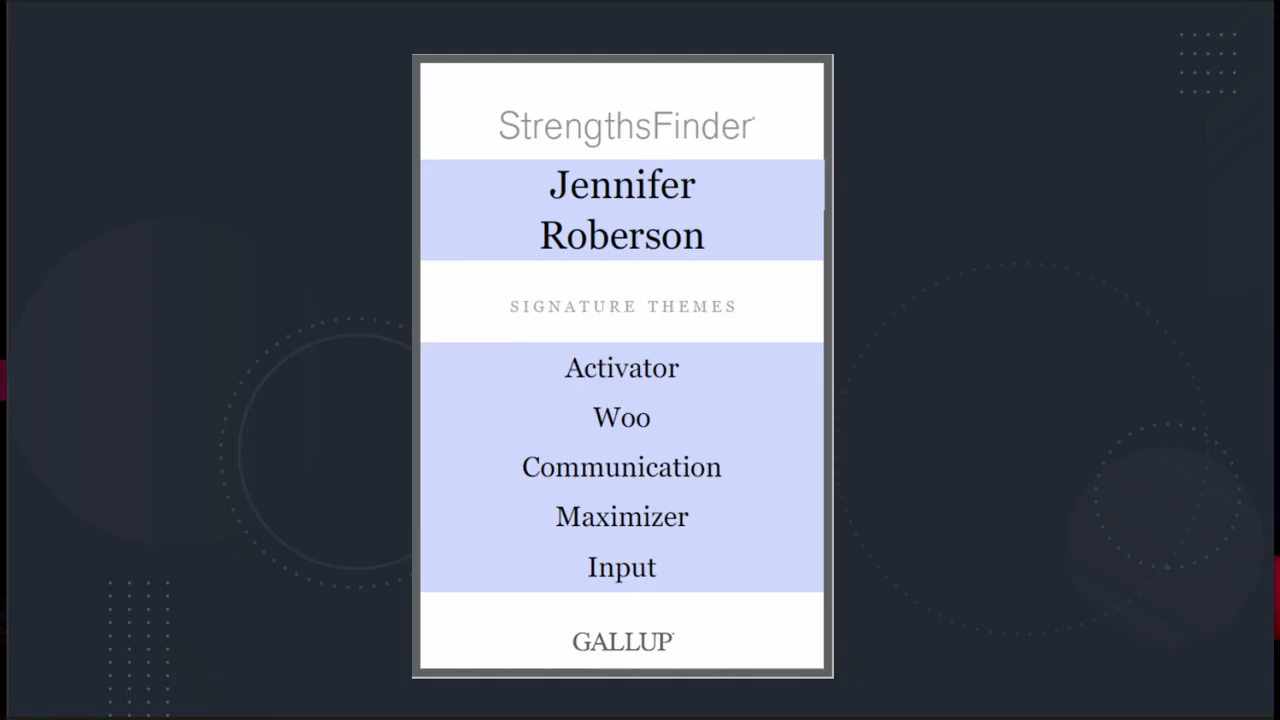 StrengthsFinder
Jennifer
Roberson
SIGNATURE THEMES
Activator
Woo
Communication
Maximizer
Input
GALLUP